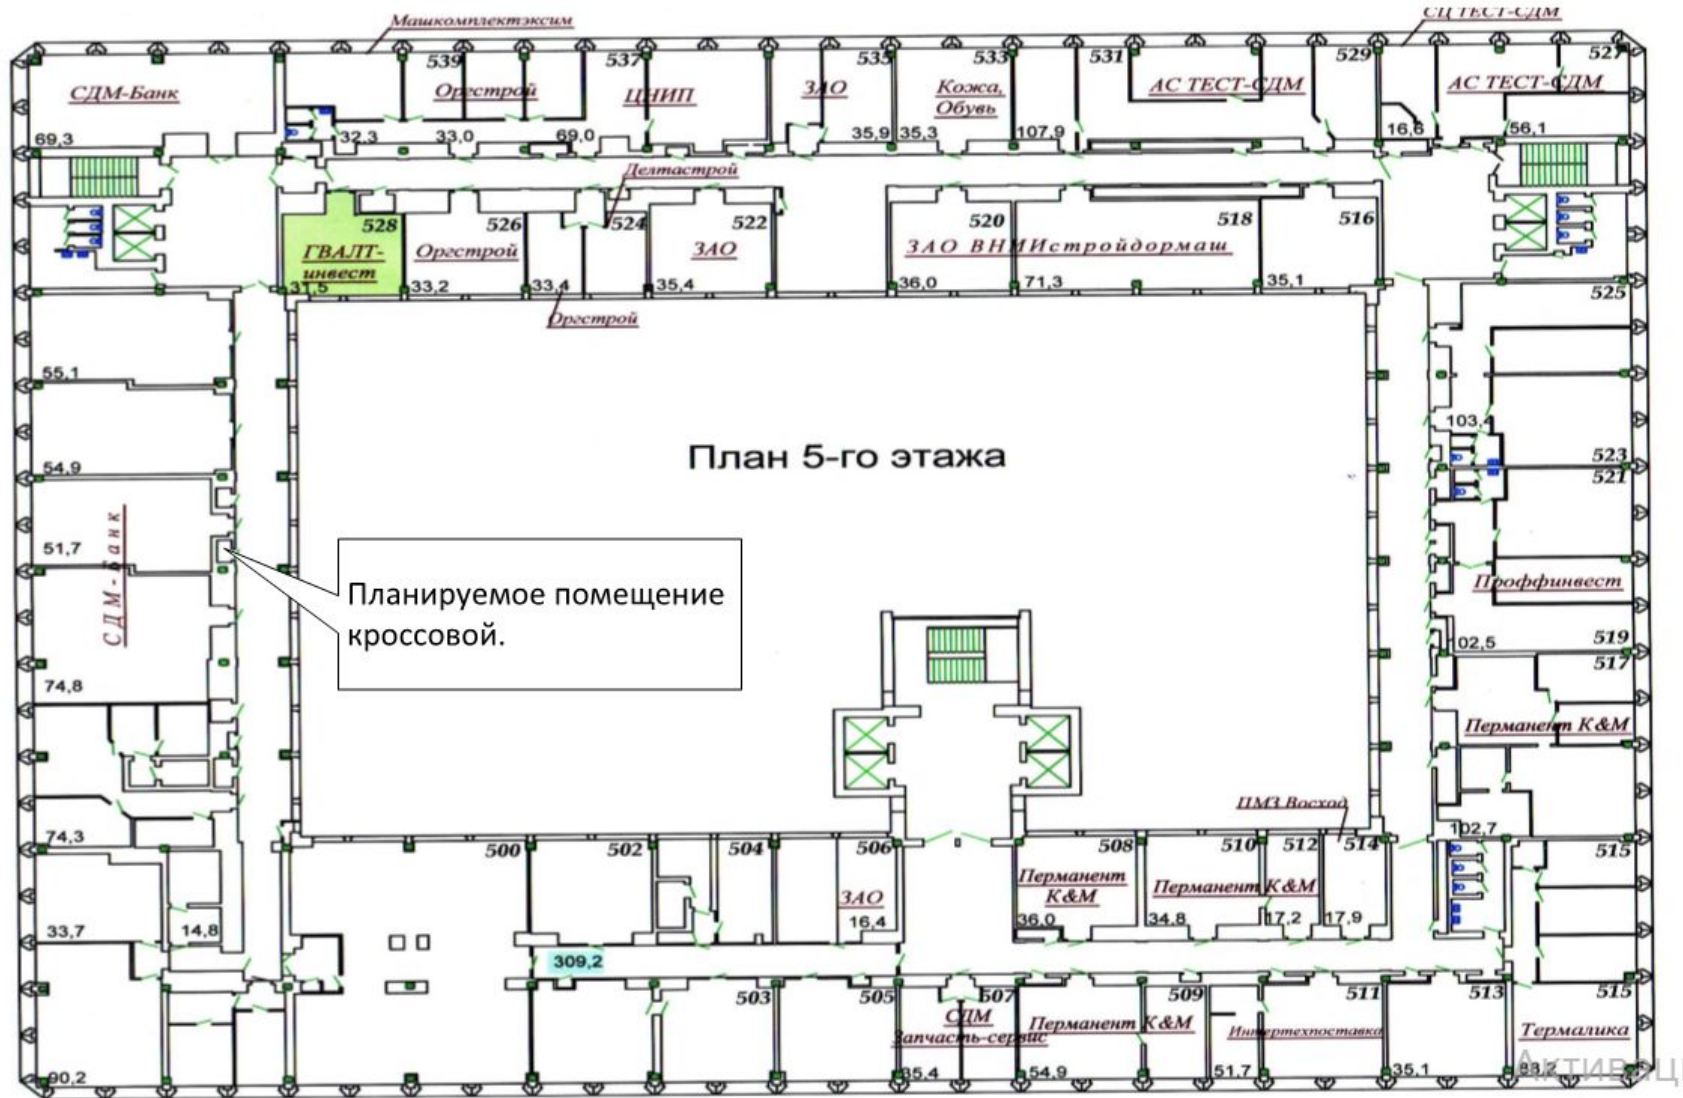 Машкомплектэксим
СЦ ТЕСТ-СДМ
539
537
535
533
531
529
527
СДМ-Банк
Оргстрой
ЦНИП
ЗАО
Кожа,
Обувь
АС ТЕСТ-СДМ
АС ТЕСТ-СДМ
69,3
32,3
33,0
69,0
35,9
35,3
107,9
16,6
56,1
Делтастрой
528
526
524
522
520
518
516
ГВАЛТ-
инвест
Оргстрой
ЗАО
ЗАО ВНИИстройдормаш
31,5
33,2
33,4
35,4
36,0
71,3
35,1
525
Оргстрой
55,1
103,4
План 5-го этажа
523
54,9
521
51,7
СДМ-Банк
Планируемое помещение
кроссовой.
Проффинвест
02,5
519
517
74,8
Перманент К&М
ПМЗ Восход
74,3
102,7
500
502
504
506
508
510
512
514
515
ЗАО
Перманент
К&М
Перманент К&М
16,4
36,0
34,8
17,2
17,9
33,7
14,8
309,2
503
505
507
509
511
513
515
СДМ
Запчасть-сервис
Перманент К&М
Интертехпоставка
Термалика
90,2
35,4
54,9
51,7
35,1